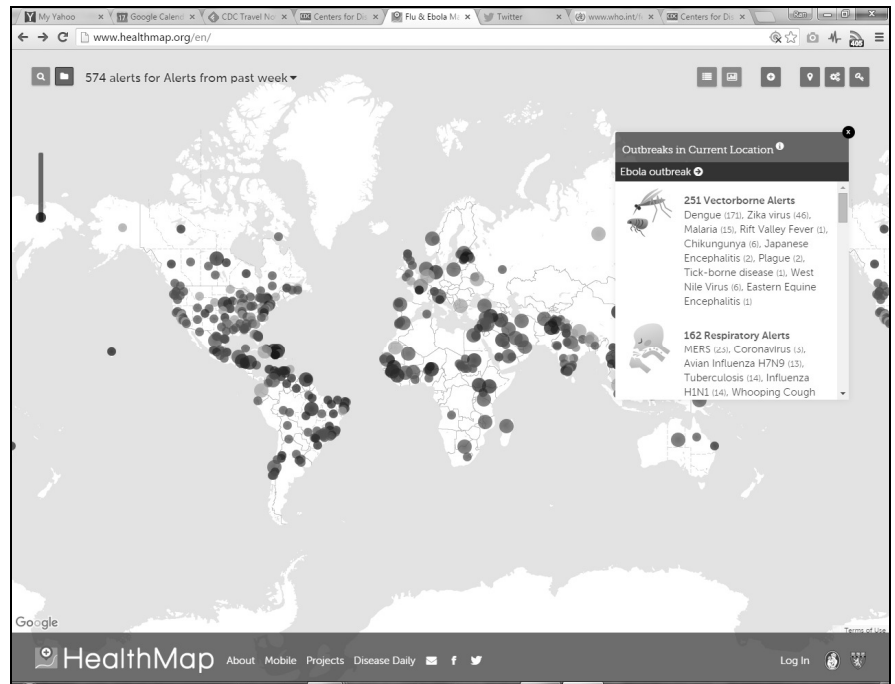 My Yahoo
Google Calend
CDC Travel No
Centers for Dis
Flu & Ebola Ma
Twitter
www.who.int/
Centers for Dis
www.healthmap.org/en/
405
574 alerts for Alerts from past week
Outbreaks in Current Location
Ebola outbreak
251 Vectorborne Alerts
Dengue (171), Zika virus (46),
Malaria (15), Rift Valley Fever (1),
Chikungunya (6), Japanese
Encephalitis (2), Plague (2),
Tick-borne disease (1), West
Nile Virus (6), Eastern Equine
Encephalitis (1)
162 Respiratory Alerts
MERS (23), Coronavirus (3),
Avian Influenza H7N9 (13),
Tuberculosis (14), Influenza
H1N1 (14), Whooping Cough
Google
Terms of Use
HealthMap About Mobile Projects Disease Daily
Log In